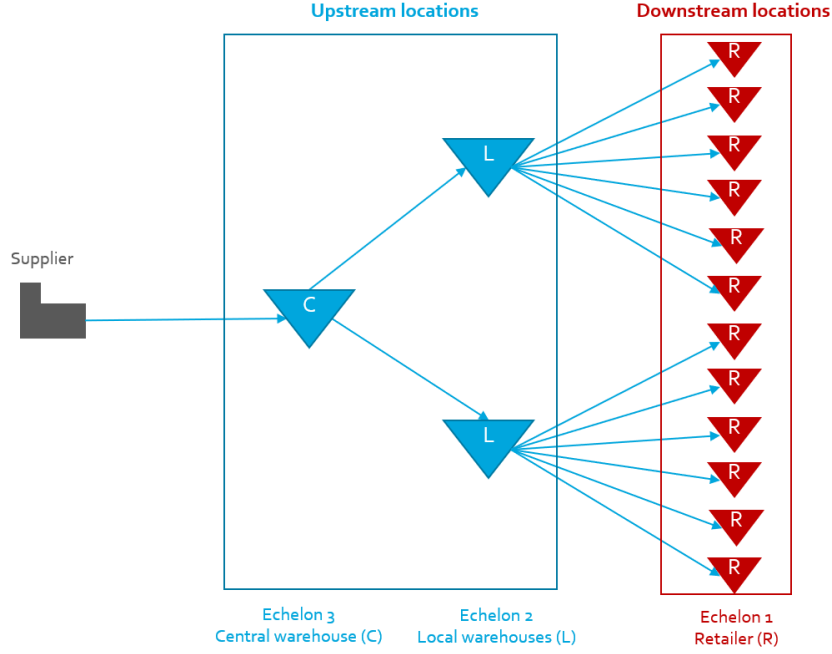 Upstream locations
Downstream locations
R
R
L
R
R
R
Supplier
R
C
R
R
L
R
R
R
R
Echelon 3
Central warehouse (C)
Echelon 2
Local warehouses (L)
Echelon 1
Retailer (R)